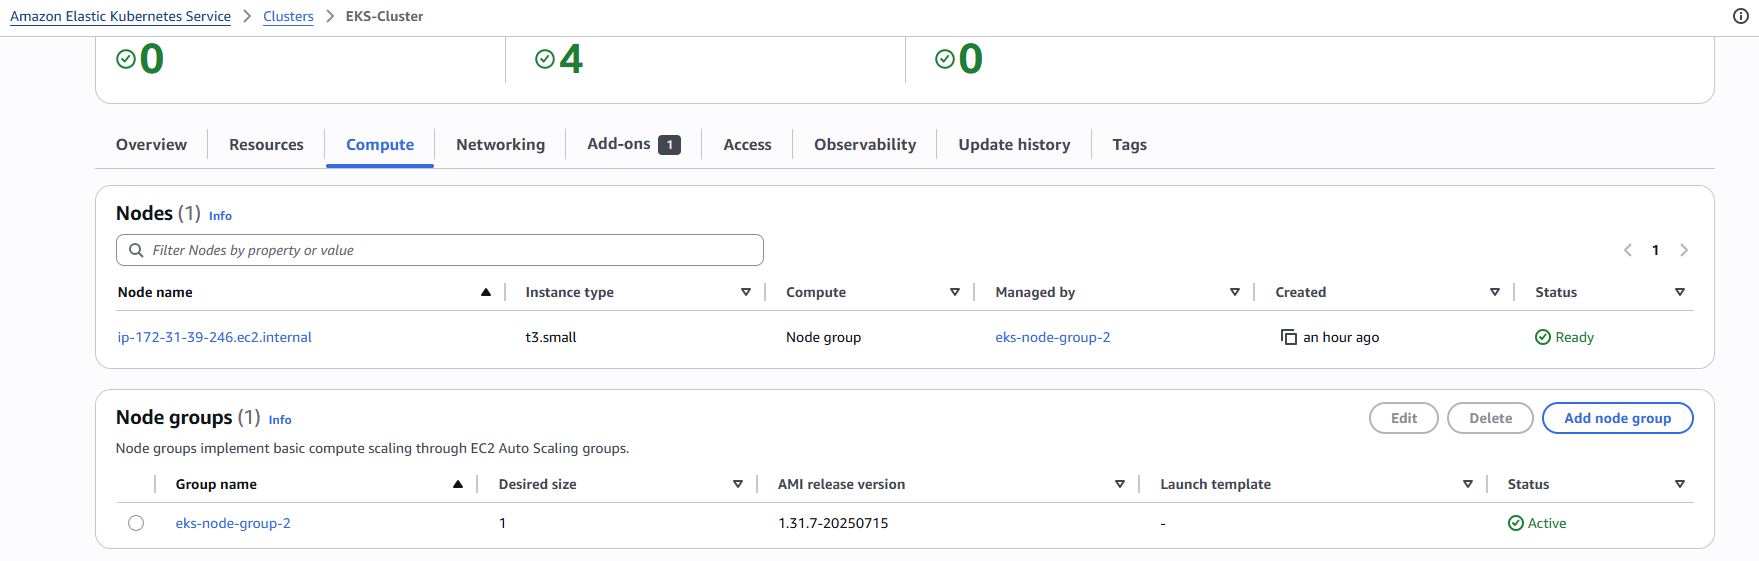 Amazon Elastic Kubernetes Service > Clusters > EKS-Cluster
0 4 0
Overview Resources Compute Networking Add-ons 1 Access Observability Update history Tags
Nodes (1) Info
Filter Nodes by property or value
1
Node name Instance type Compute Managed by Created Status
ip-172-31-39-246.ec2.internal t3.small Node group eks-node-group-2 an hour ago Ready
Node groups (1) Info
Edit Delete Add node group
Node groups implement basic compute scaling through EC2 Auto Scaling groups.
Group name Desired size AMI release version Launch template Status
eks-node-group-2 1 1.31.7-20250715 - Active